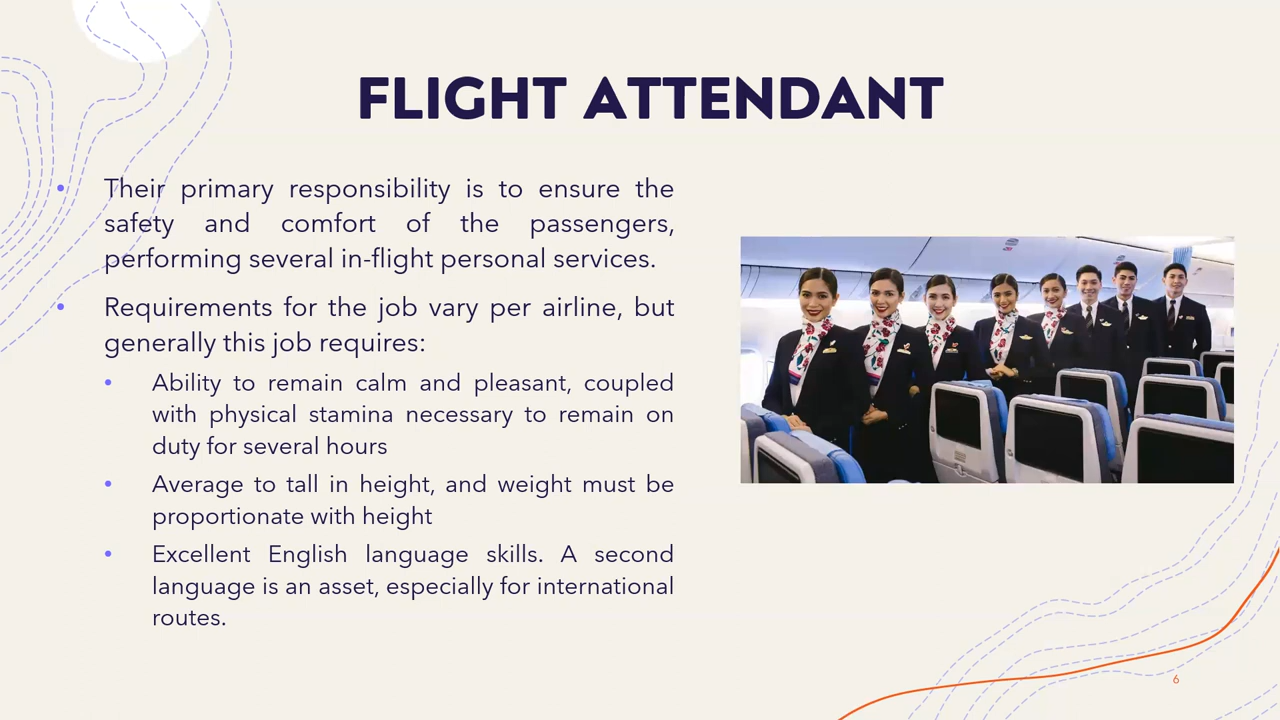 FLIGHT ATTENDANT
• Their primary responsibility is to ensure the
safety and comfort of the passengers,
performing several in-flight personal services.
• Requirements for the job vary per airline, but
generally this job requires:
• Ability to remain calm and pleasant, coupled
with physical stamina necessary to remain on
duty for several hours
• Average to tall in height, and weight must be
proportionate with height
• Excellent English language skills. A second
language is an asset, especially for international
routes.
6